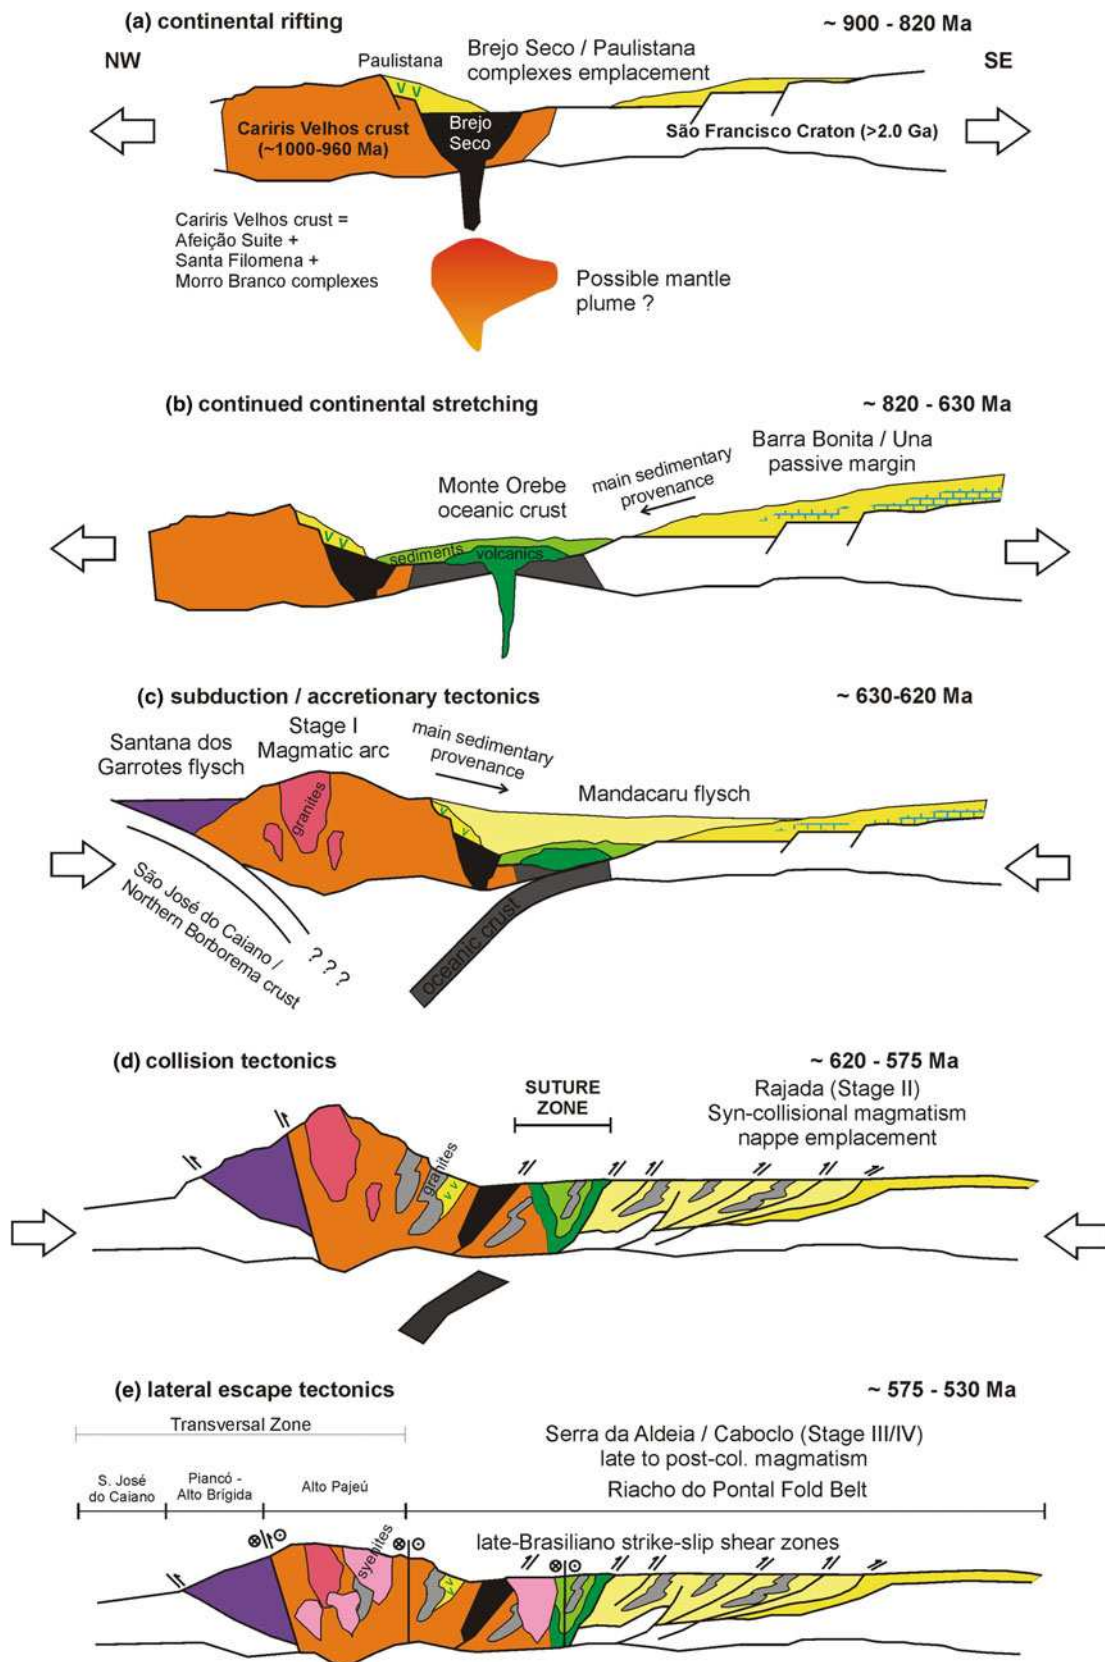 (a) continental rifting
~ 900 - 820 Ma
NW
Paulistana
Brejo Seco / Paulistana
complexes emplacement
SE
v v
Cariris Velhos crust
(~1000-960 Ma)
Brejo
Seco
São Francisco Craton (>2.0 Ga)
Cariris Velhos crust =
Afeição Suite +
Santa Filomena +
Morro Branco complexes
Possible mantle
plume ?
(b) continued continental stretching
~ 820 - 630 Ma
Barra Bonita / Una
passive margin
main sedimentary
provenance
Monte Orebe
oceanic crust
v v
sediments
volcanics
(c) subduction / accretionary tectonics
~ 630-620 Ma
Santana dos
Garrotes flysch
Stage I
Magmatic arc
main sedimentary
provenance
Mandacaru flysch
granites
v
v
São José do Caiano /
Northern Borborema crust
? ? ?
oceanic crust
(d) collision tectonics
~ 620 - 575 Ma
SUTURE
ZONE
Rajada (Stage II)
Syn-collisional magmatism
nappe emplacement
granites
v v
(e) lateral escape tectonics
~ 575 - 530 Ma
Transversal Zone
Serra da Aldeia / Caboclo (Stage III/IV)
late to post-col. magmatism
Riacho do Pontal Fold Belt
S. José
do Caiano
Piancó -
Alto Brígida
Alto Pajeú
late-Brasiliano strike-slip shear zones
syenites
v v